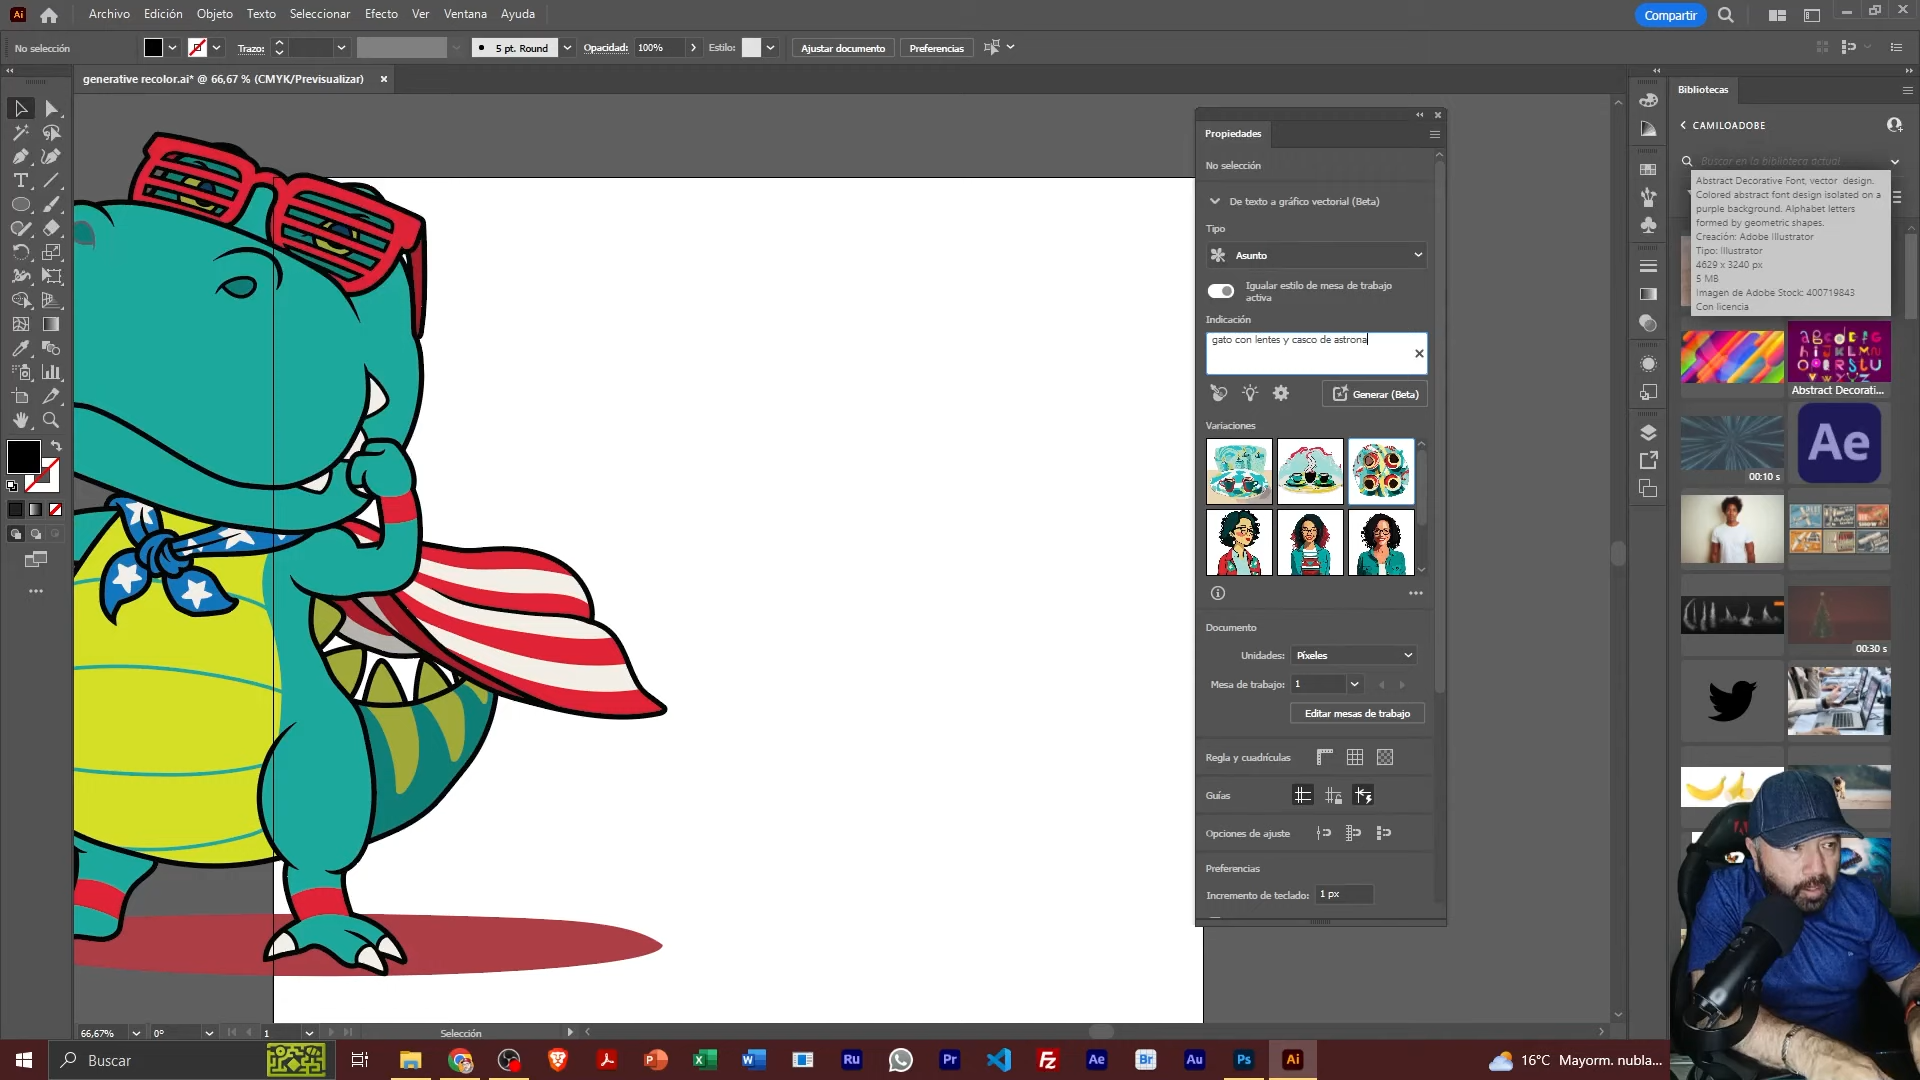 Archivo Edición Objeto Texto Seleccionar Efecto Ver Ventana Ayuda
Compartir
No selección
Trazo:
5 pt. Round
Opacidad: 100%
Estilo:
Ajustar documento
Preferencias
generative recolor.ai* @ 66,67 % (CMYK/Previsualizar)
Propiedades
No selección
De texto a gráfico vectorial (Beta)
Tipo
Asunto
Igualar estilo de mesa de trabajo
activa
Indicación
gato con lentes y casco de astrona
Generar (Beta)
Variaciones
Documento
Unidades: Píxeles
Mesa de trabajo: 1
Editar mesas de trabajo
Regla y cuadrículas
Guías
Opciones de ajuste
Preferencias
Incremento de teclado: 1 px
Bibliotecas
CAMILOADOBE
Buscar en la biblioteca actual
Abstract Decorative Font, vector design.
Colored abstract font design isolated on a
purple background. Alphabet letters
formed by geometric shapes.
Creación: Adobe Illustrator
Tipo: Illustrator
4629 x 3240 px
5 MB
Imagen de Adobe Stock: 400719843
Con licencia
Abstract Decorati...
Ae
00:10 s
00:30 s
66,67%
0°
1
Selección
Buscar
Ru
Pr
Ae
Br
Au
Ps
Ai
16°C Mayorm. nubla...